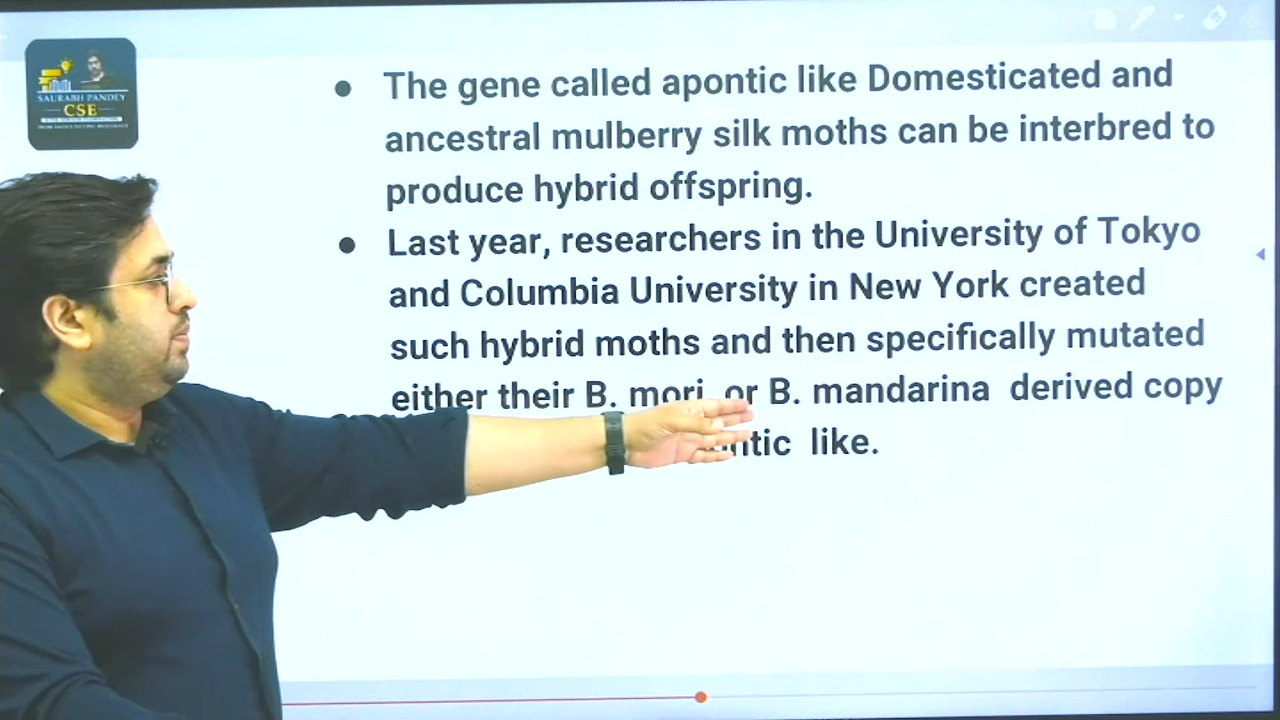 SAURABH PANDEY
CSE
The gene called apontic like Domesticated and
ancestral mulberry silk moths can be interbred to
produce hybrid offspring.
Last year, researchers in the University of Tokyo
and Columbia University in New York created
such hybrid moths and then specifically mutated
either their B. mori or B. mandarina derived copy
like.